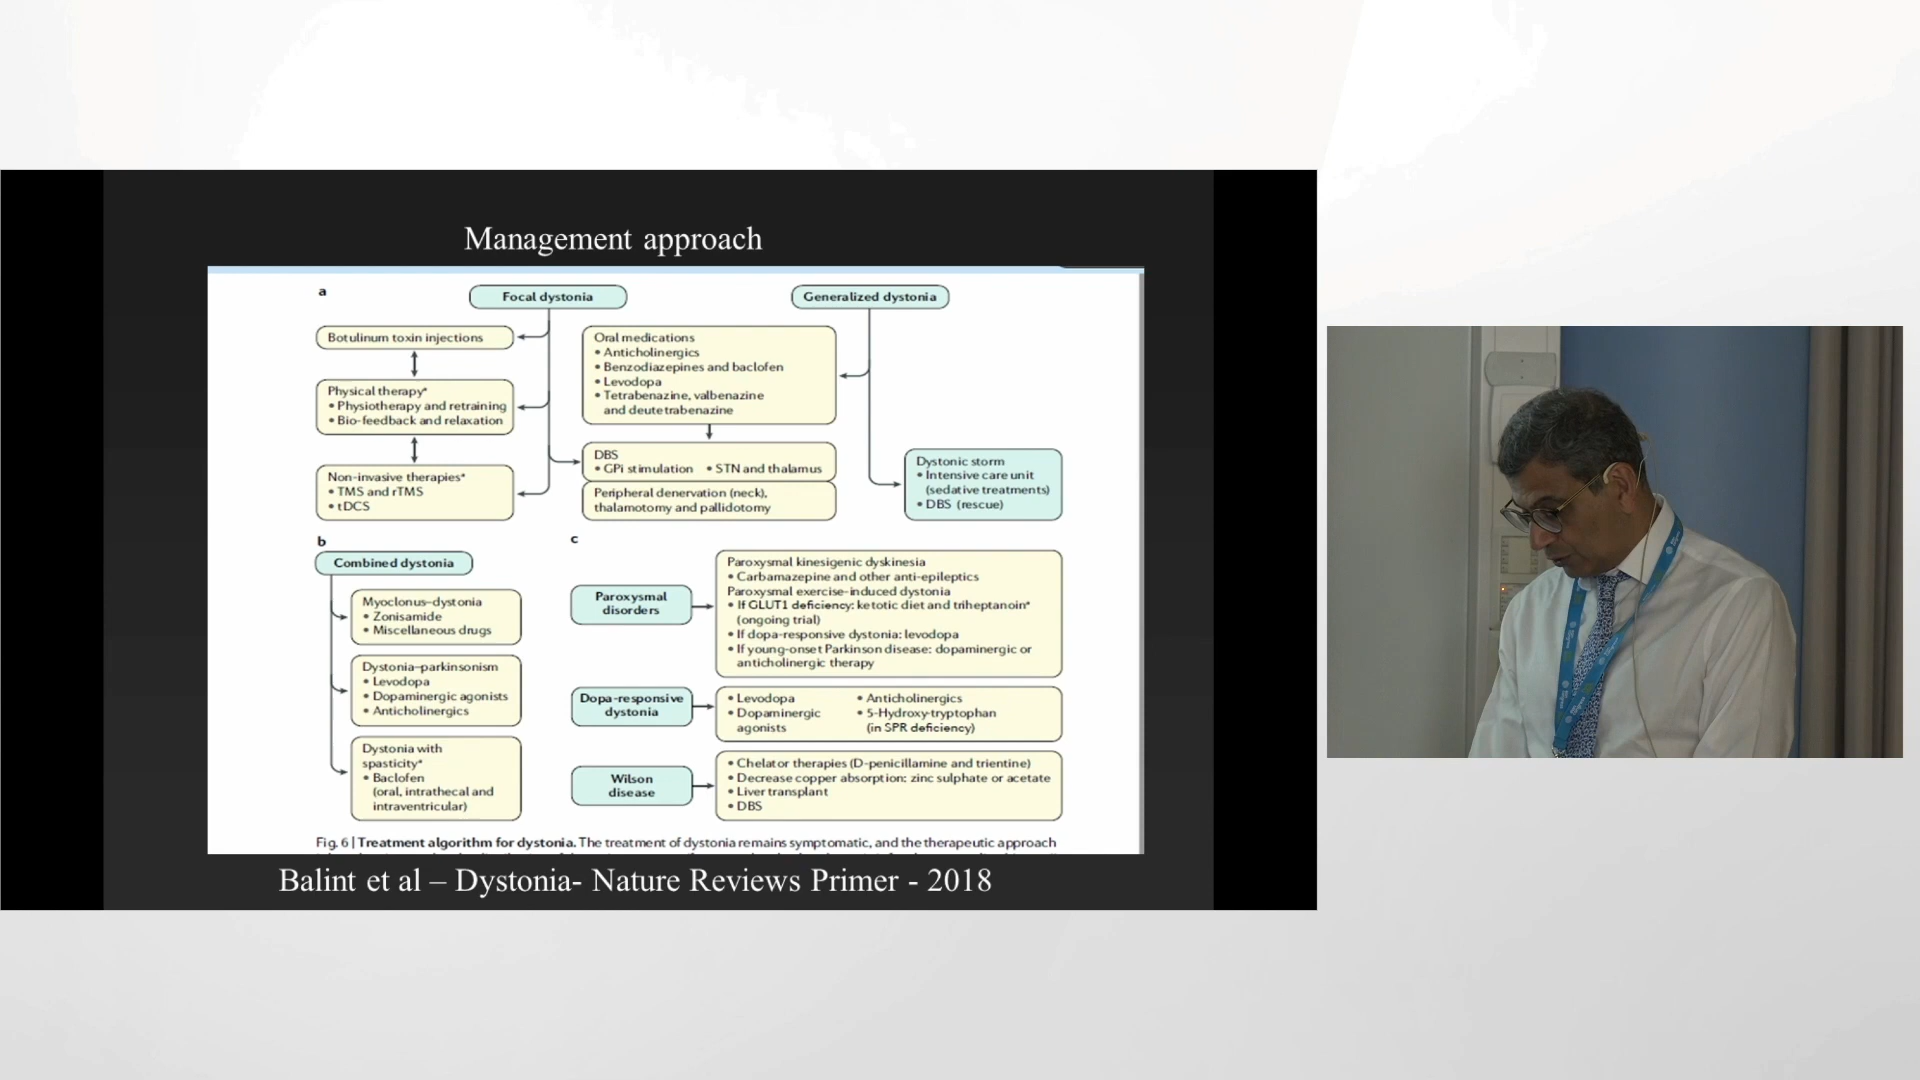 Management approach
a
Focal dystonia
Generalized dystonia
Botulinum toxin injections
Physical therapy*
• Physiotherapy and retraining
• Bio-feedback and relaxation
Non-invasive therapies*
• TMS and rTMS
• tDCS
Oral medications
• Anticholinergics
• Benzodiazepines and baclofen
• Levodopa
• Tetrabenazine, valbenazine
and deutetrabenazine
DBS
• GPi stimulation • STN and thalamus
Peripheral denervation (neck),
thalamotomy and pallidotomy
Dystonic storm
• Intensive care unit
(sedative treatments)
• DBS (rescue)
b
Combined dystonia
Myoclonus–dystonia
• Zonisamide
• Miscellaneous drugs
Dystonia–parkinsonism
• Levodopa
• Dopaminergic agonists
• Anticholinergics
Dystonia with
spasticity*
• Baclofen
(oral, intrathecal and
intraventricular)
c
Paroxysmal
disorders
Paroxysmal kinesigenic dyskinesia
• Carbamazepine and other anti-epileptics
Paroxysmal exercise-induced dystonia
• If GLUT1 deficiency: ketotic diet and triheptanoin*
(ongoing trial)
• If dopa-responsive dystonia: levodopa
• If young-onset Parkinson disease: dopaminergic or
anticholinergic therapy
Dopa-responsive
dystonia
• Levodopa
• Dopaminergic
agonists
• Anticholinergics
• 5-Hydroxy-tryptophan
(in SPR deficiency)
Wilson
disease
• Chelator therapies (D-penicillamine and trientine)
• Decrease copper absorption: zinc sulphate or acetate
• Liver transplant
• DBS
Fig. 6 | Treatment algorithm for dystonia. The treatment of dystonia remains symptomatic, and the therapeutic approach
Balint et al – Dystonia- Nature Reviews Primer - 2018